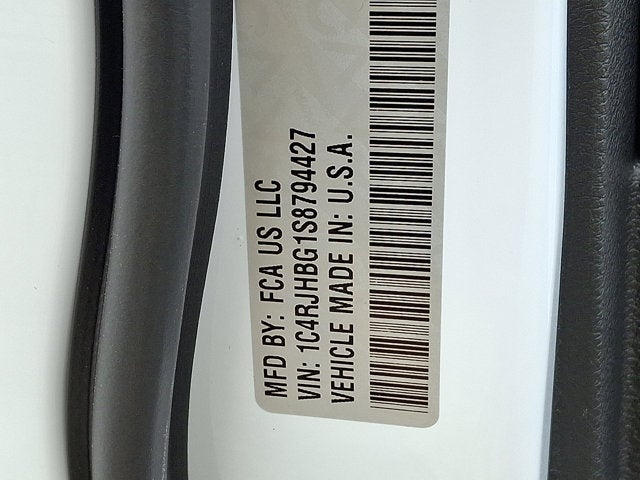 MFD BY: FCA US LLC
VIN: 1C4RJHBG1S8794427
VEHICLE MADE IN: U.S.A.